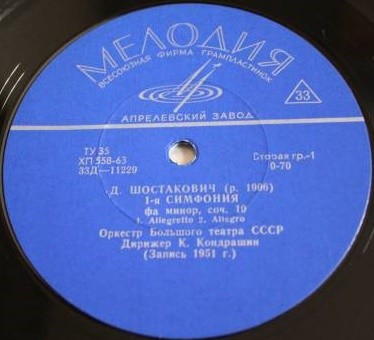 МЕЛОДИЯ
ВСЕСОЮЗНАЯ ФИРМА ГРАМПЛАСТИНОК
33
АПРЕЛЕВСКИЙ ЗАВОД
ТУ 35
ХП 558-63
33Д—11229
Вторая гр.-1
0-70
Д. ШОСТАКОВИЧ (р. 1906)
1-я СИМФОНИЯ
фа минор, соч. 10
1. Allegretto 2. Allegro
Оркестр Большого театра СССР
Дирижер К. Кондрашин
(Запись 1951 г.)